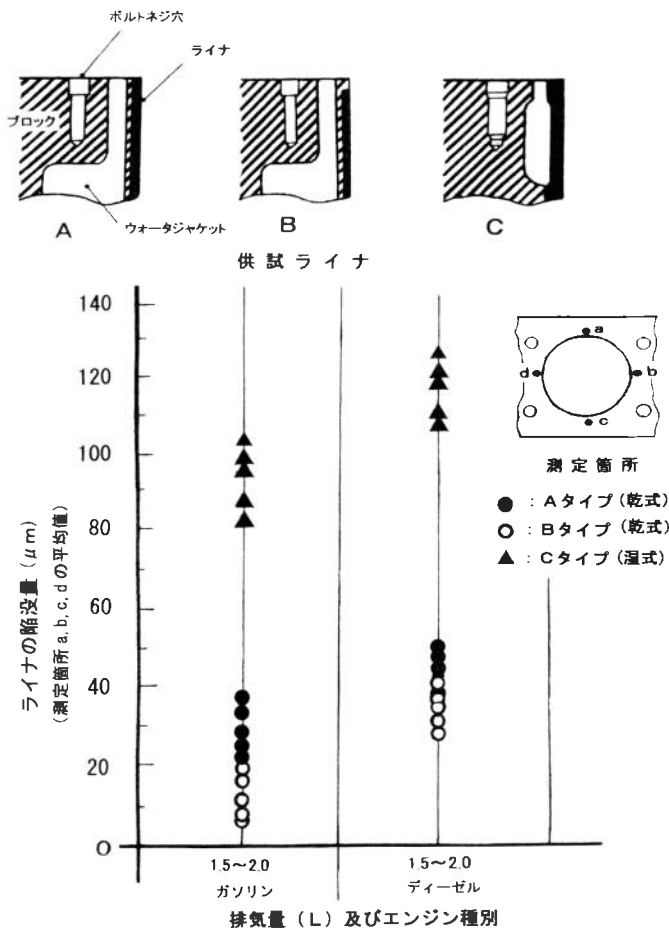 ボルトネジ穴
ライナ
ブロック
ウォータジャケット
A
B
C
供試ライナ
ライナの陥没量(μm)
(測定箇所a,b,c,dの平均値)
140
120
100
80
60
40
20
0
a
d
b
c
測定箇所
●:Aタイプ(乾式)
○:Bタイプ(乾式)
▲:Cタイプ(湿式)
1.5~2.0
ガソリン
1.5~2.0
ディーゼル
排気量(L)及びエンジン種別